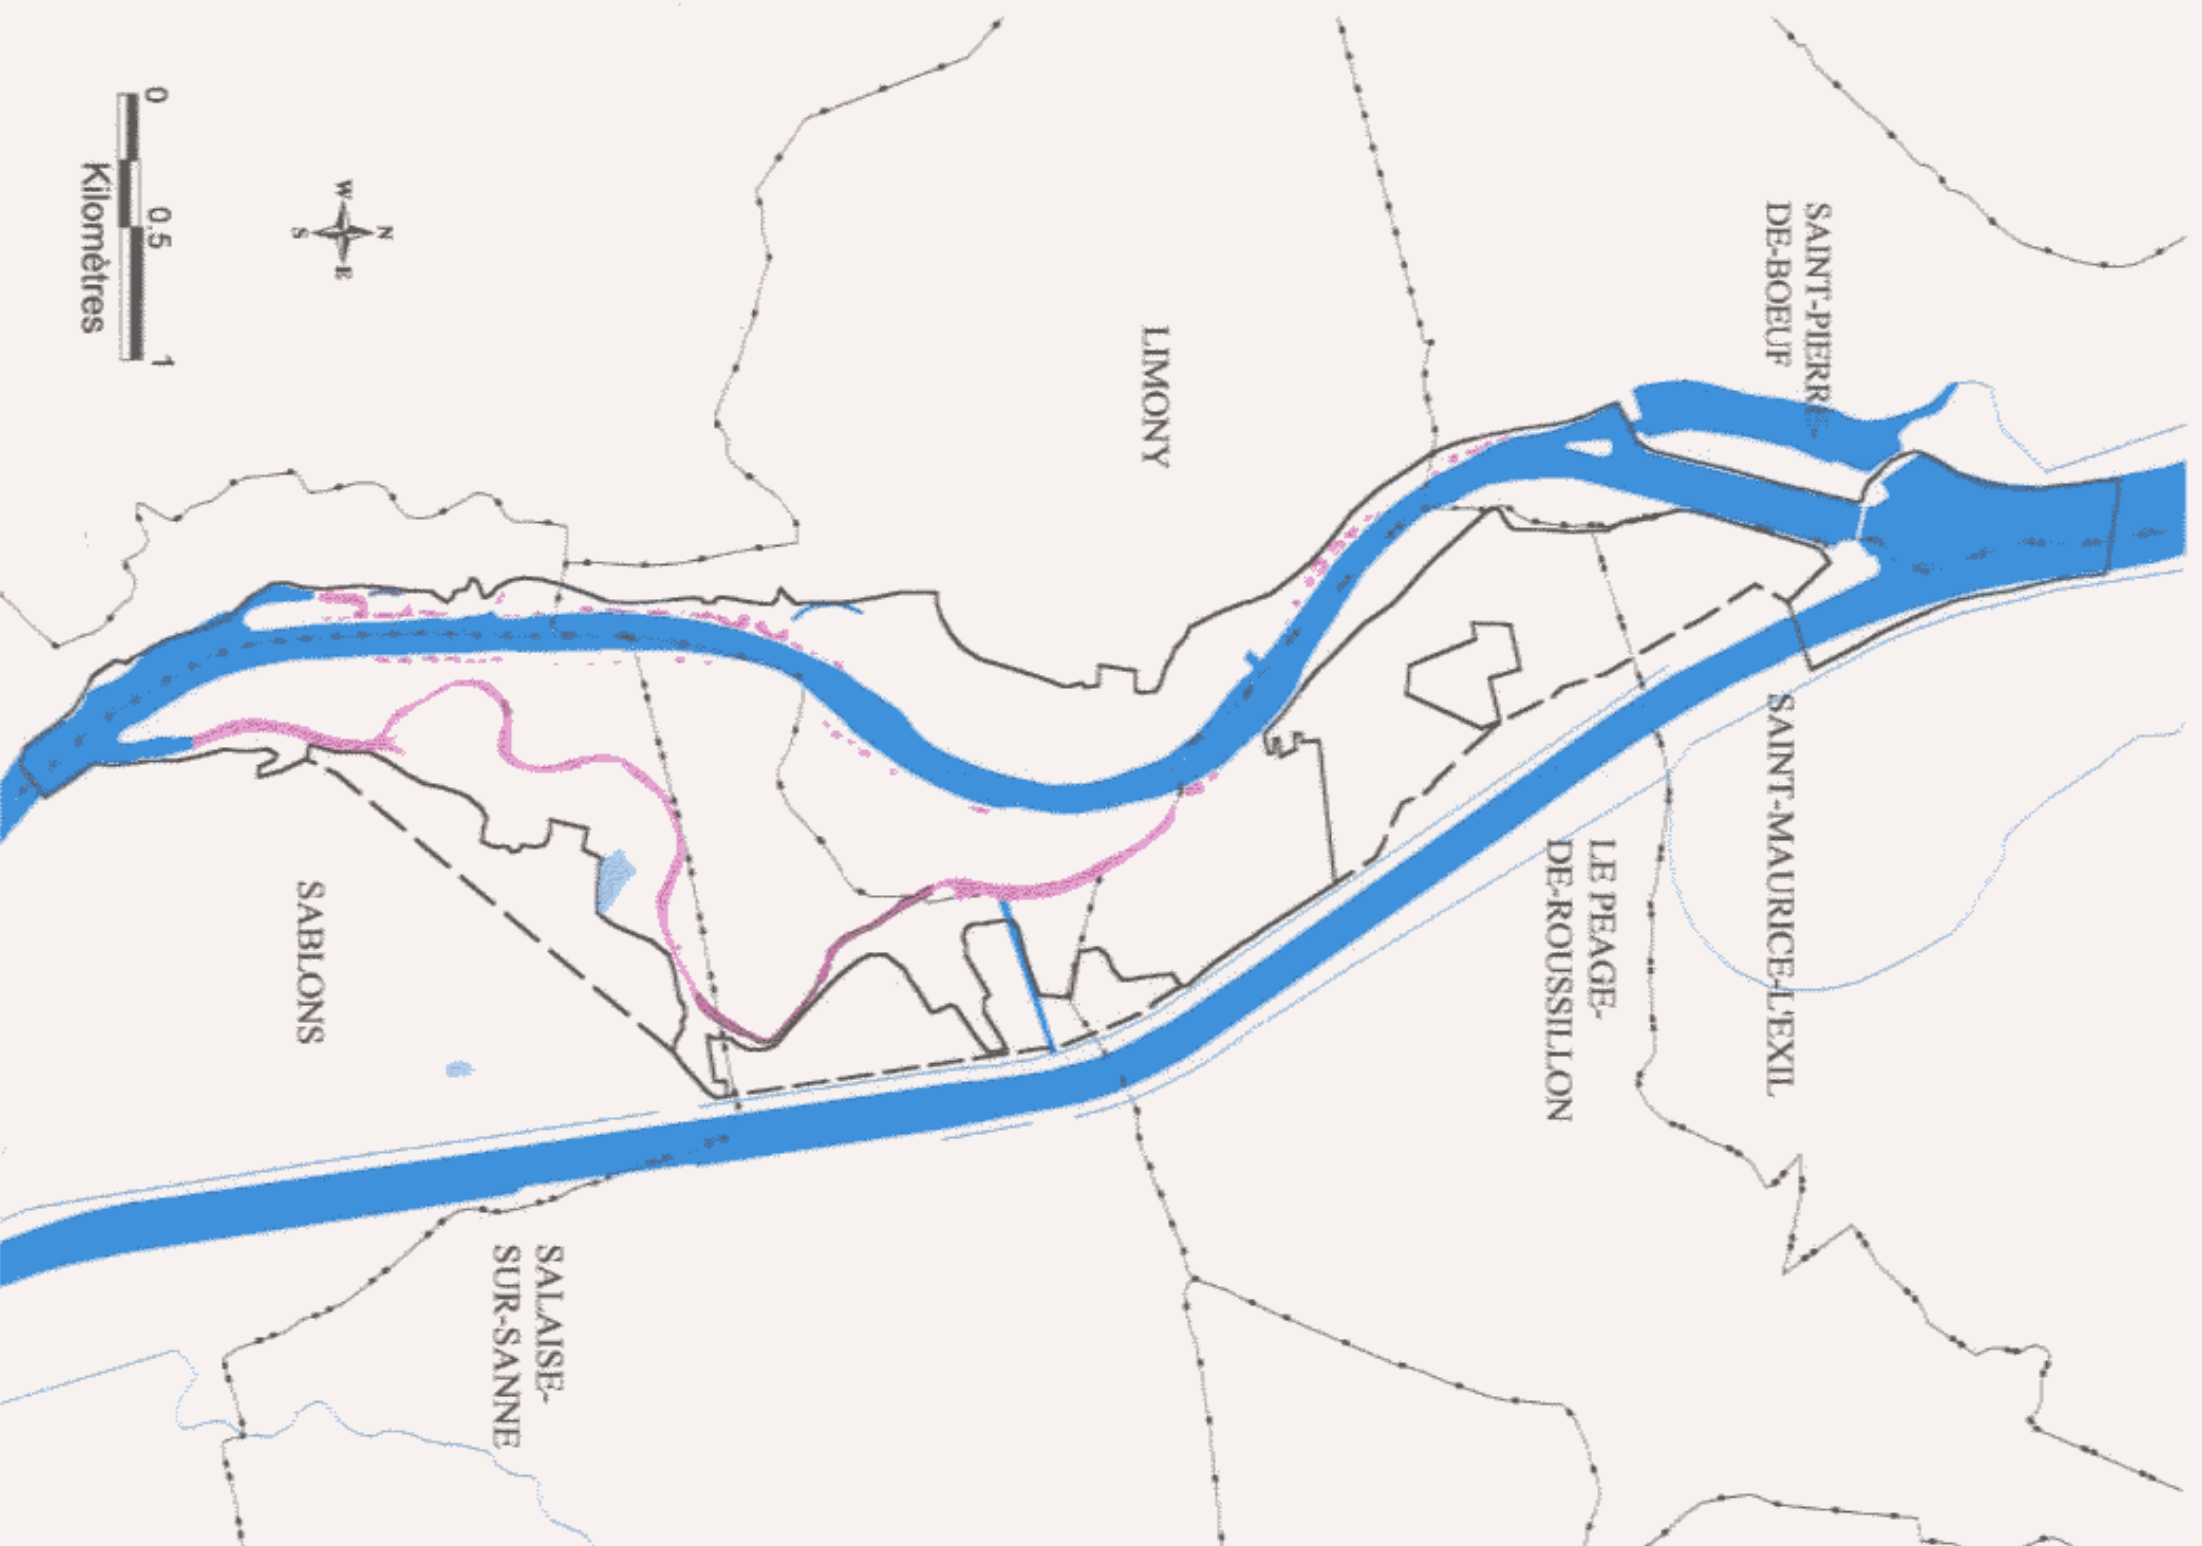 SAINT-PIERRE-
DE-BOEUF
LIMONY
SAINT-MAURICE-L'EXIL
LE PEAGE-
DE-ROUSSILLON
SABLONS
SALAISE-
SUR-SANNE
N
W
E
S
0 0,5 1
Kilomètres